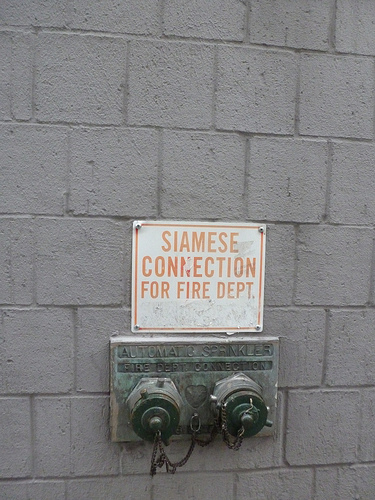 SIAMESE
CONNECTION
FOR FIRE DEPT.
AUTOMATIC SPRINKLER
FIRE DEPT. CONNECTION